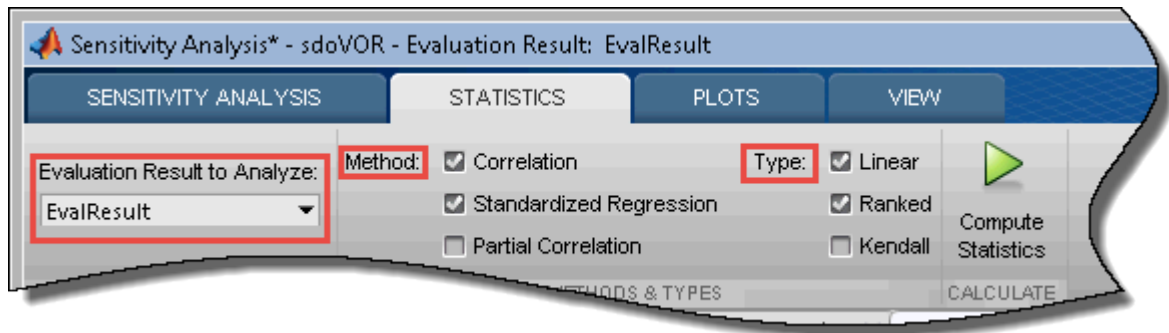 Sensitivity Analysis* - sdoVOR - Evaluation Result: EvalResult
SENSITIVITY ANALYSIS
STATISTICS
PLOTS
VIEW
Evaluation Result to Analyze:
EvalResult
Method:
Correlation
Standardized Regression
Partial Correlation
Type:
Linear
Ranked
Kendall
Compute
Statistics
& TYPES
CALCULATE